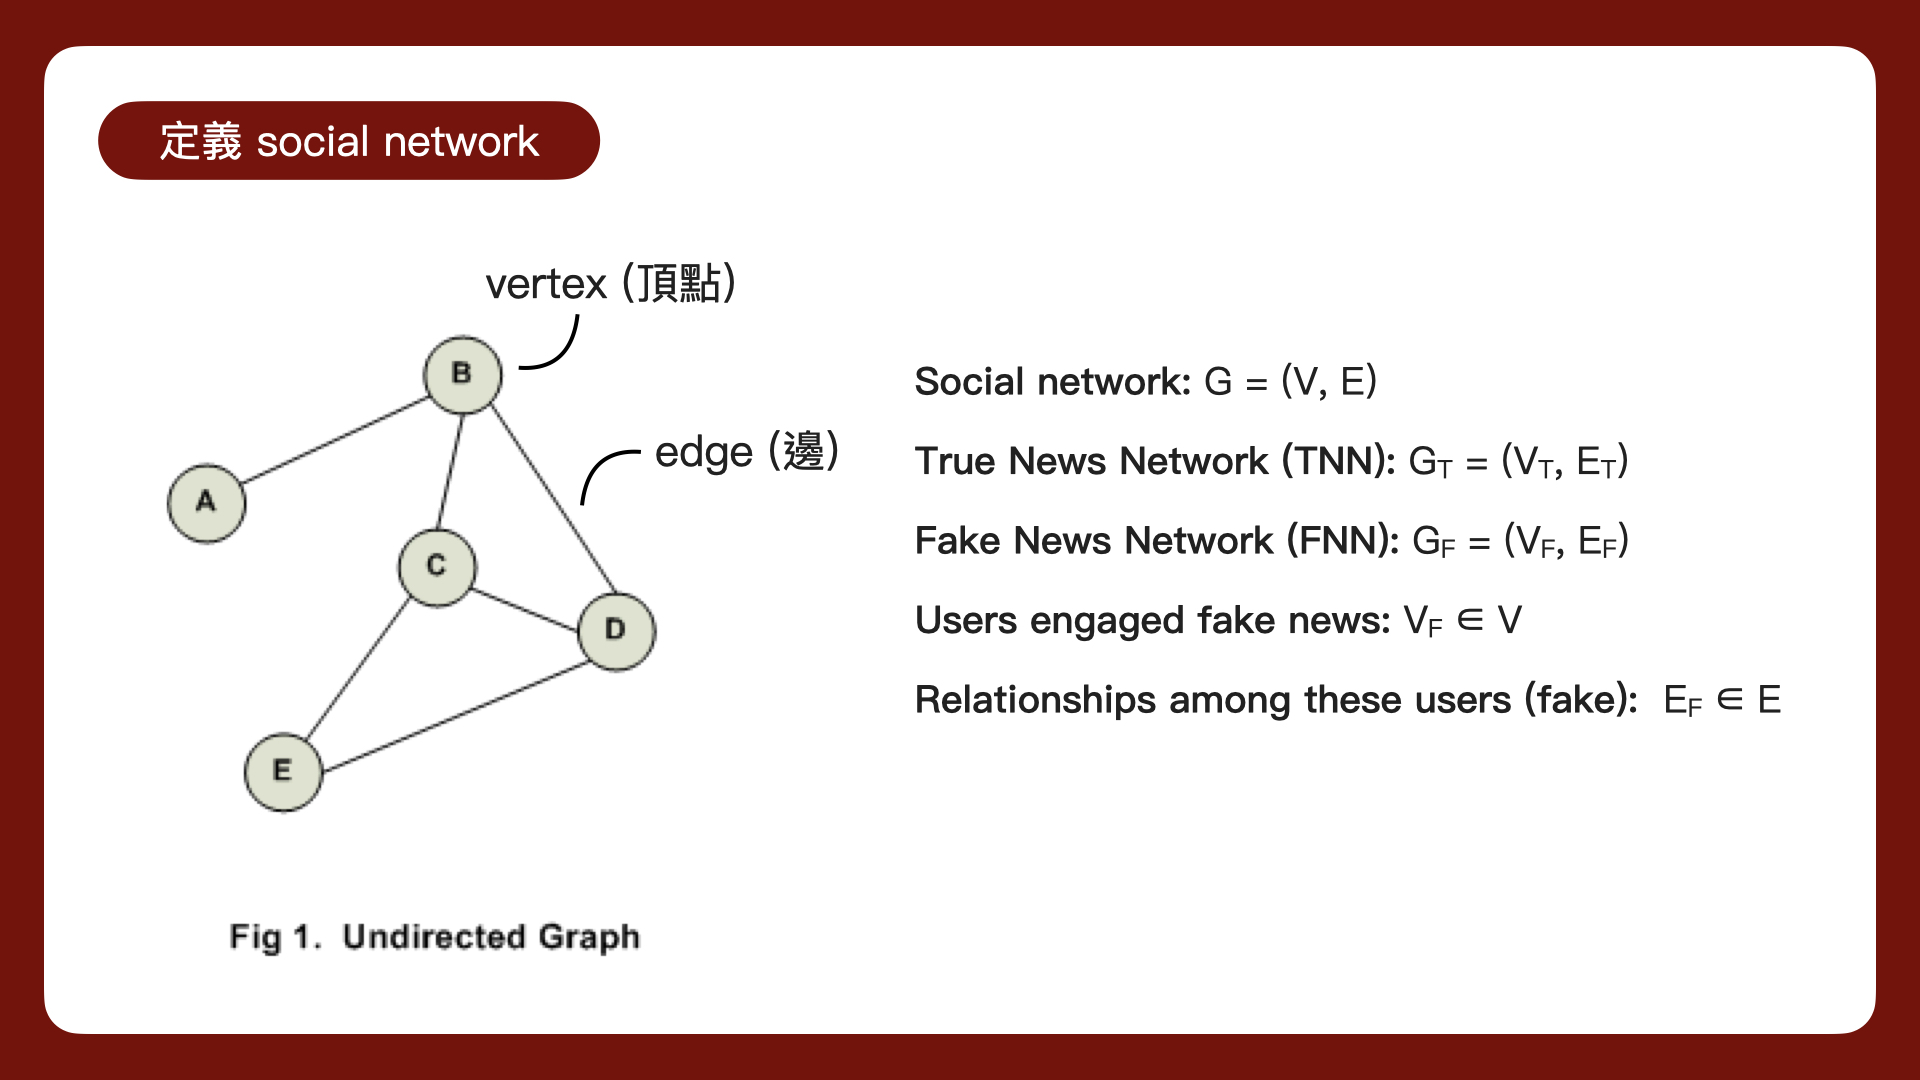 定義 social network
vertex (頂點)
B
edge (邊)
A
C
D
E
Fig 1. Undirected Graph
Social network: G = (V, E)
True News Network (TNN): G_T = (V_T, E_T)
Fake News Network (FNN): G_F = (V_F, E_F)
Users engaged fake news: V_F ∈ V
Relationships among these users (fake): E_F ∈ E